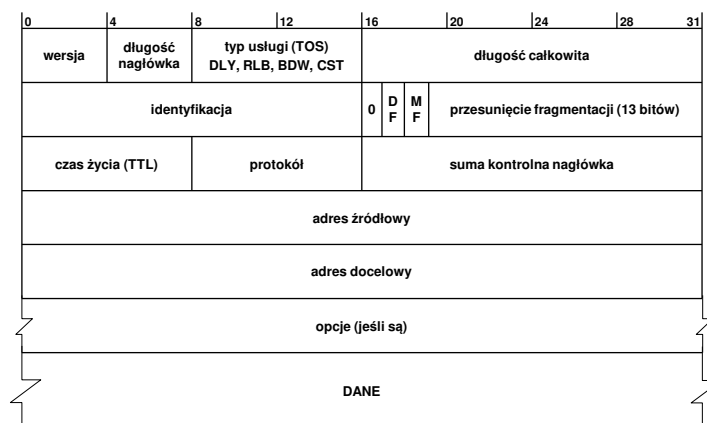 0 4 8 12 16 20 24 28 31
wersja
długość
nagłówka
typ usługi (TOS)
DLY, RLB, BDW, CST
długość całkowita
identyfikacja
0
D
F
M
F
przesunięcie fragmentacji (13 bitów)
czas życia (TTL)
protokół
suma kontrolna nagłówka
adres źródłowy
adres docelowy
opcje (jeśli są)
DANE